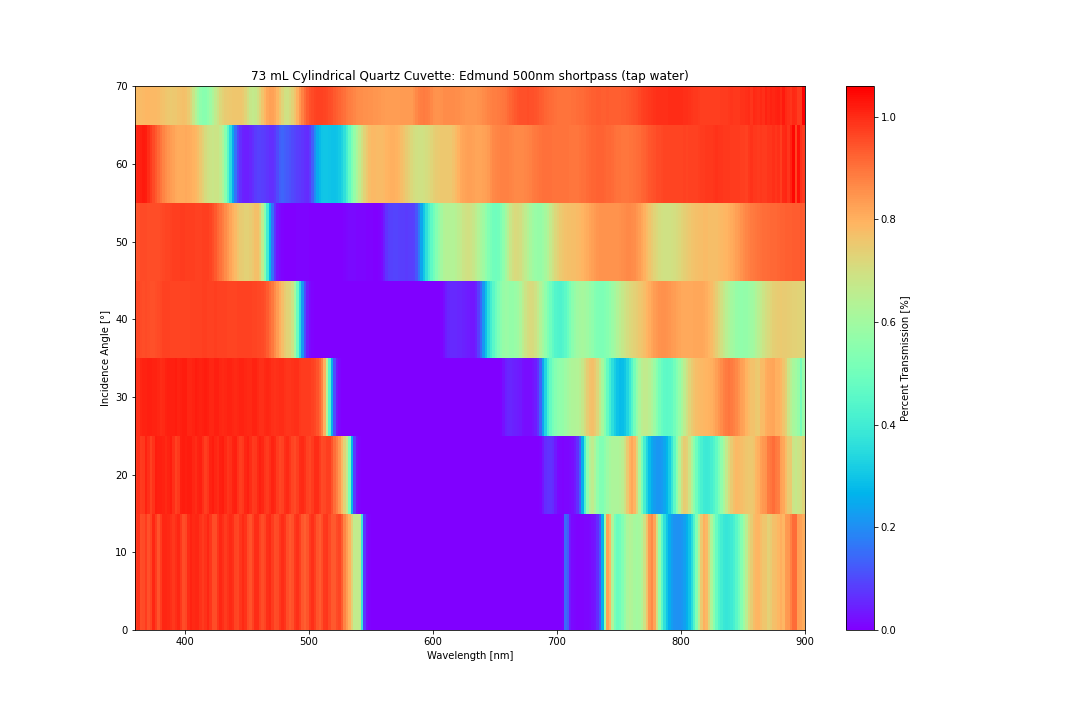 73 mL Cylindrical Quartz Cuvette: Edmund 500nm shortpass (tap water)
70
60
50
40
30
20
10
0
Incidence Angle [°]
400 500 600 700 800 900
Wavelength [nm]
1.0
0.8
0.6
0.4
0.2
0.0
Percent Transmission [%]